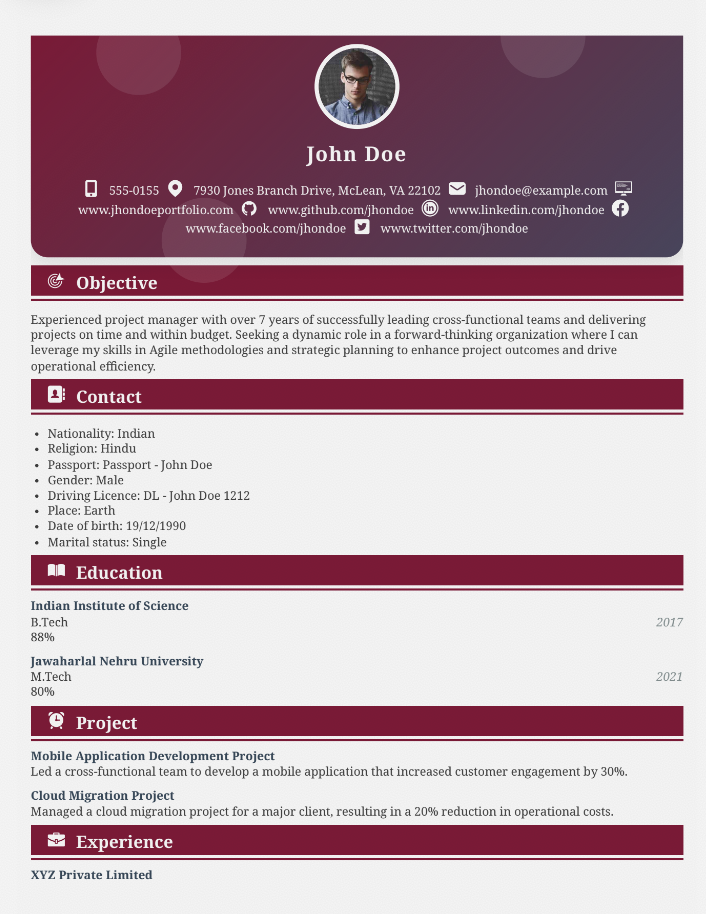 John Doe
555-0155 7930 Jones Branch Drive, McLean, VA 22102 jhondoe@example.com
www.jhondoeportfolio.com www.github.com/jhondoe www.linkedin.com/jhondoe
www.facebook.com/jhondoe www.twitter.com/jhondoe
Objective
Experienced project manager with over 7 years of successfully leading cross-functional teams and delivering
projects on time and within budget. Seeking a dynamic role in a forward-thinking organization where I can
leverage my skills in Agile methodologies and strategic planning to enhance project outcomes and drive
operational efficiency.
Contact
• Nationality: Indian
• Religion: Hindu
• Passport: Passport - John Doe
• Gender: Male
• Driving Licence: DL - John Doe 1212
• Place: Earth
• Date of birth: 19/12/1990
• Marital status: Single
Education
Indian Institute of Science
B.Tech 2017
88%
Jawaharlal Nehru University
M.Tech 2021
80%
Project
Mobile Application Development Project
Led a cross-functional team to develop a mobile application that increased customer engagement by 30%.
Cloud Migration Project
Managed a cloud migration project for a major client, resulting in a 20% reduction in operational costs.
Experience
XYZ Private Limited